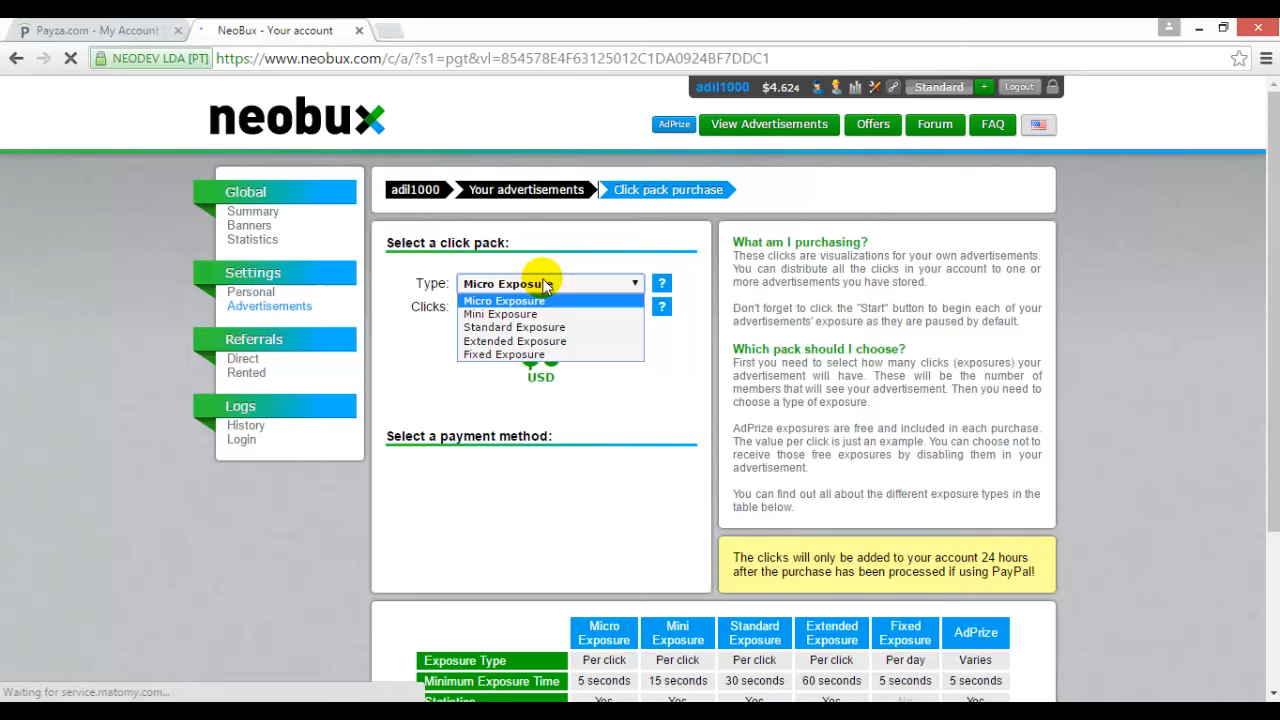 Payza.com - My Account
NeoBux - Your account
NEODEV LDA [PT]
https://www.neobux.com/c/a/?s1=pgt&vl=854578E4F63125012C1DA0924BF7DDC1
adil1000 $4.624 Standard + Logout
neobux
AdPrize View Advertisements Offers Forum FAQ
Global
Summary
Banners
Statistics
Settings
Personal
Advertisements
Referrals
Direct
Rented
Logs
History
Login
adil1000 Your advertisements Click pack purchase
Select a click pack:
Type: Micro Exposure ?
Micro Exposure
Mini Exposure
Standard Exposure
Extended Exposure
Fixed Exposure
Clicks: ?
USD
Select a payment method:
What am I purchasing?
These clicks are visualizations for your own advertisements.
You can distribute all the clicks in your account to one or
more advertisements you have stored.
Don't forget to click the "Start" button to begin each of your
advertisements' exposure as they are paused by default.
Which pack should I choose?
First you need to select how many clicks (exposures) your
advertisement will have. These will be the number of
members that will see your advertisement. Then you need to
choose a type of exposure.
AdPrize exposures are free and included in each purchase.
The value per click is just an example. You can choose not to
receive those free exposures by disabling them in your
advertisement.
You can find out all about the different exposure types in the
table below.
The clicks will only be added to your account 24 hours
after the purchase has been processed if using PayPal!
Micro Exposure Mini Exposure Standard Exposure Extended Exposure Fixed Exposure AdPrize
Exposure Type Per click Per click Per click Per click Per day Varies
Minimum Exposure Time 5 seconds 15 seconds 30 seconds 60 seconds 5 seconds 5 seconds
Statistics Yes Yes Yes Yes No Yes
Waiting for service.matomy.com...